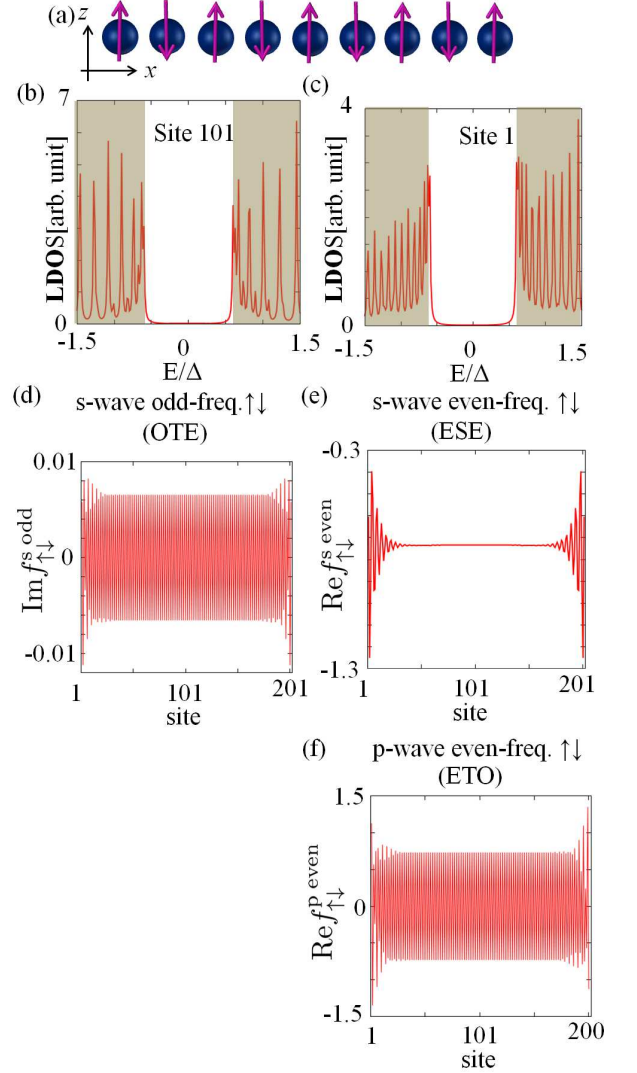 (a) z
x
(b) (c)
7
Site 101
LDOS[arb. unit]
0
-1.5 0 1.5
E/Δ
4
Site 1
LDOS[arb. unit]
0
-1.5 0 1.5
E/Δ
(d) s-wave odd-freq.↑↓
(OTE)
0.01
0
-0.01
Im f s odd ↑↓
1 101 201
site
(e) s-wave even-freq. ↑↓
(ESE)
-0.3
-1.3
Re f s even ↑↓
1 101 201
site
(f) p-wave even-freq. ↑↓
(ETO)
1.5
0
-1.5
Re f p even ↑↓
1 101 200
site